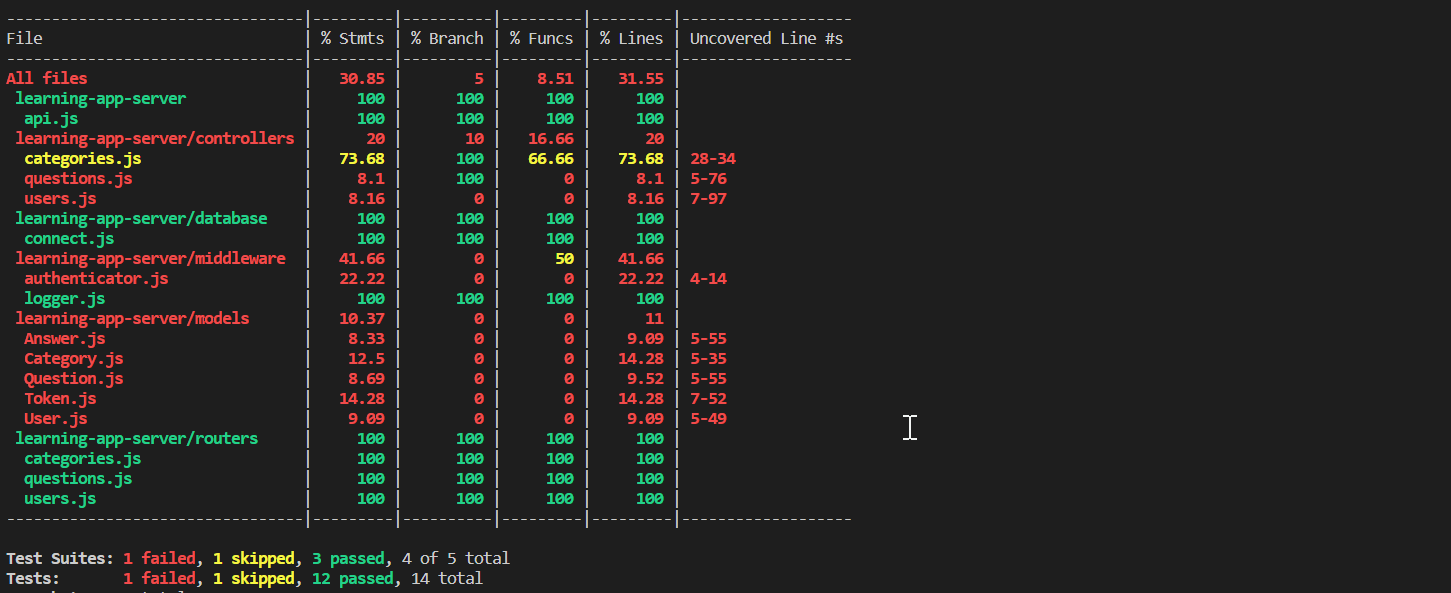 --------------------------------|---------|----------|---------|---------|-------------------
File                            | % Stmts | % Branch | % Funcs | % Lines | Uncovered Line #s
--------------------------------|---------|----------|---------|---------|-------------------
All files                       |   30.85 |        5 |    8.51 |   31.55 |
 learning-app-server            |     100 |      100 |     100 |     100 |
  api.js                        |     100 |      100 |     100 |     100 |
 learning-app-server/controllers |      20 |       10 |   16.66 |      20 |
  categories.js                 |   73.68 |      100 |   66.66 |   73.68 | 28-34
  questions.js                  |     8.1 |      100 |       0 |     8.1 | 5-76
  users.js                      |    8.16 |        0 |       0 |    8.16 | 7-97
 learning-app-server/database   |     100 |      100 |     100 |     100 |
  connect.js                    |     100 |      100 |     100 |     100 |
 learning-app-server/middleware |   41.66 |        0 |      50 |   41.66 |
  authenticator.js              |   22.22 |        0 |       0 |   22.22 | 4-14
  logger.js                     |     100 |      100 |     100 |     100 |
 learning-app-server/models     |   10.37 |        0 |       0 |      11 |
  Answer.js                     |    8.33 |        0 |       0 |    9.09 | 5-55
  Category.js                   |    12.5 |        0 |       0 |   14.28 | 5-35
  Question.js                   |    8.69 |        0 |       0 |    9.52 | 5-55
  Token.js                      |   14.28 |        0 |       0 |   14.28 | 7-52
  User.js                       |    9.09 |        0 |       0 |    9.09 | 5-49
 learning-app-server/routers    |     100 |      100 |     100 |     100 |
  categories.js                 |     100 |      100 |     100 |     100 |
  questions.js                  |     100 |      100 |     100 |     100 |
  users.js                      |     100 |      100 |     100 |     100 |
--------------------------------|---------|----------|---------|---------|-------------------
Test Suites: 1 failed, 1 skipped, 3 passed, 4 of 5 total
Tests:       1 failed, 1 skipped, 12 passed, 14 total